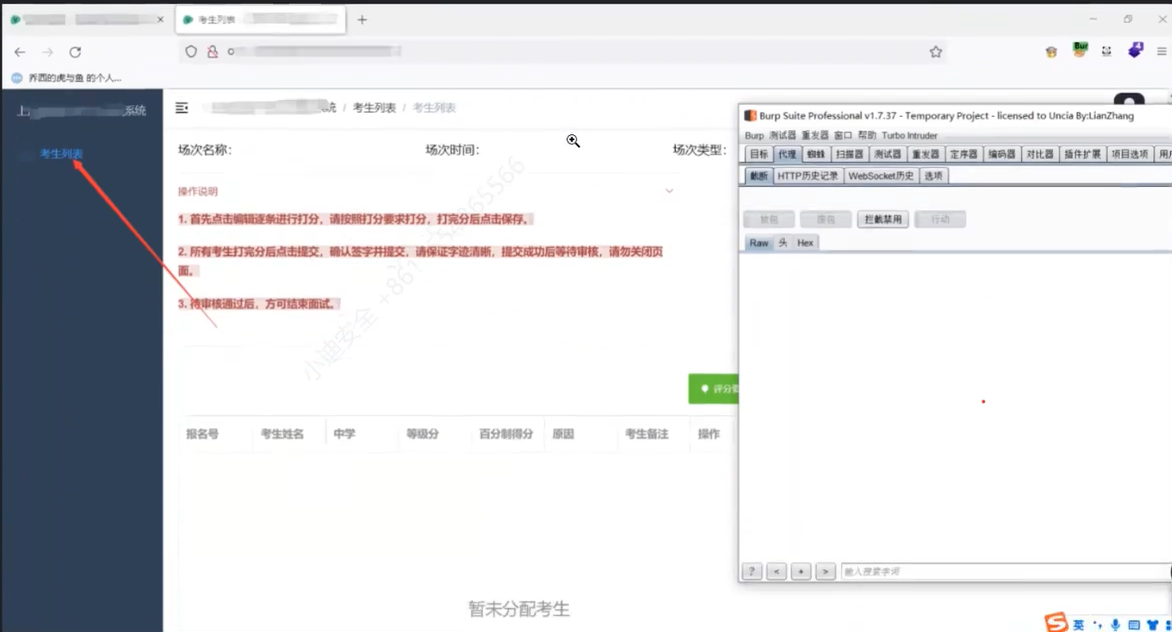 考生列表
养西的虎与鱼 的个人...
上
系统
考生列表
统 / 考生列表 / 考生列表
场次名称: 场次时间: 场次类型:
操作说明
1. 首先点击编辑逐条进行打分，请按照打分要求打分，打完分后点击保存。
2. 所有考生打完分后点击提交，确认签字并提交，请保证字迹清晰，提交成功后等待审核，请勿关闭页
面。
3. 待审核通过后，方可结束面试。
小迪安全
评分
报名号 考生姓名 中学 等级分 百分制得分 原因 考生备注 操作
暂未分配考生
Burp Suite Professional v1.7.37 - Temporary Project - licensed to Uncia By:LianZhang
Burp 测试器 重发器 窗口 帮助 Turbo Intruder
目标 代理 蜘蛛 扫描器 测试器 重发器 定序器 编码器 对比器 插件扩展 项目选项 用户
截断 HTTP历史记录 WebSocket历史 选项
放包 废包 拦截禁用 行动
Raw 头 Hex
? < + > 输入搜索字词
英